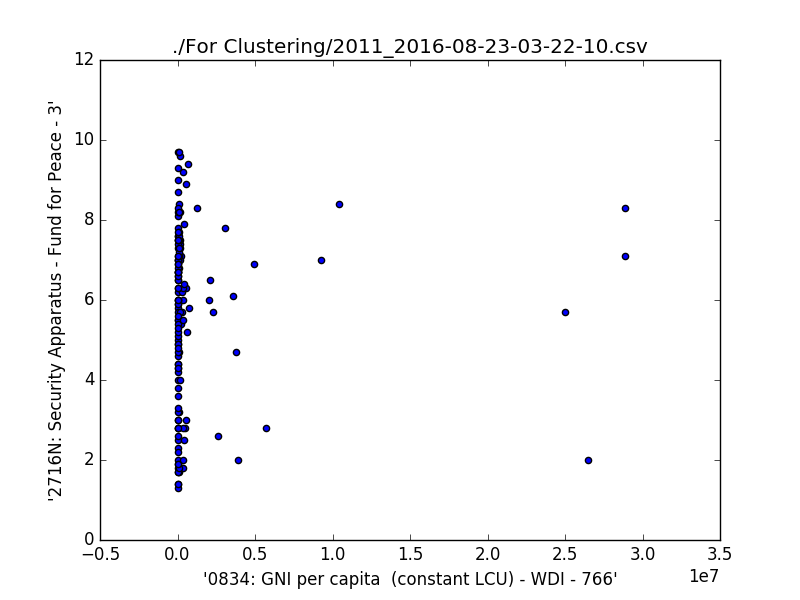 ./For Clustering/2011_2016-08-23-03-22-10.csv
12
10
8
6
4
2
0
'2716N: Security Apparatus - Fund for Peace - 3'
−0.5 0.0 0.5 1.0 1.5 2.0 2.5 3.0 3.5
1e7
'0834: GNI per capita  (constant LCU) - WDI - 766'